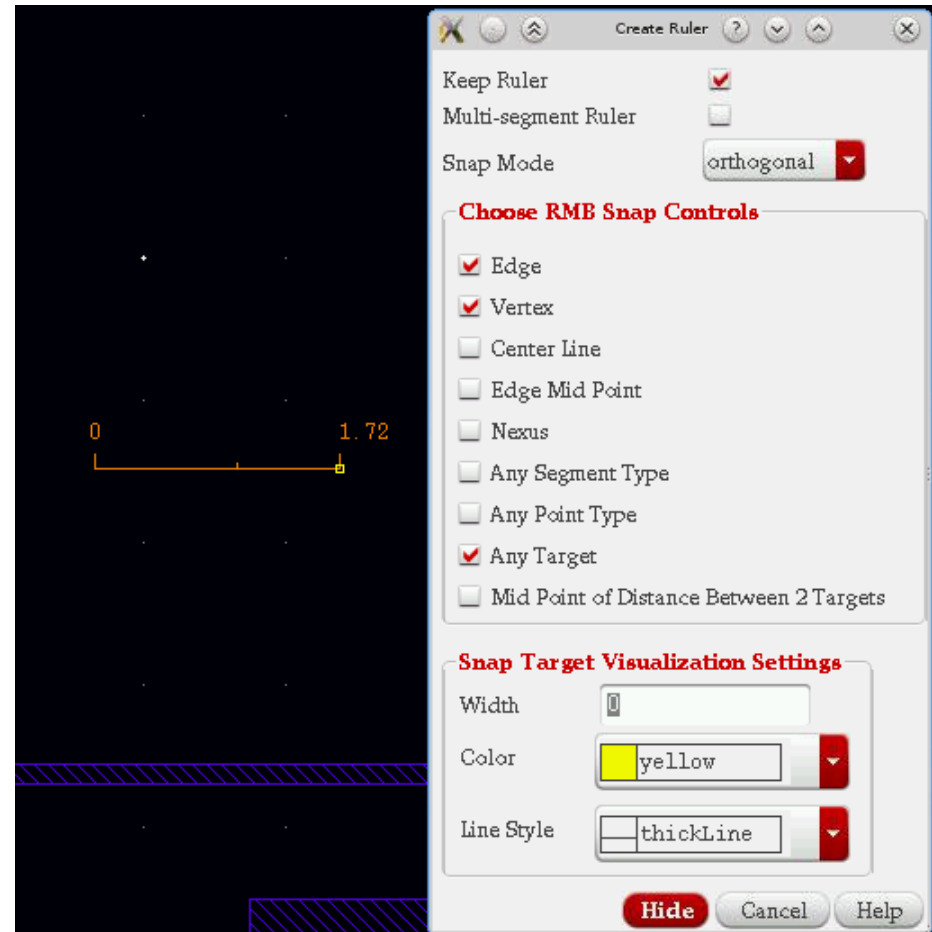 Create Ruler
Keep Ruler
Multi-segment Ruler
Snap Mode orthogonal
Choose RMB Snap Controls
Edge
Vertex
Center Line
Edge Mid Point
Nexus
Any Segment Type
Any Point Type
Any Target
Mid Point of Distance Between 2 Targets
0 1.72
Snap Target Visualization Settings
Width 0
Color yellow
Line Style thickLine
Hide Cancel Help